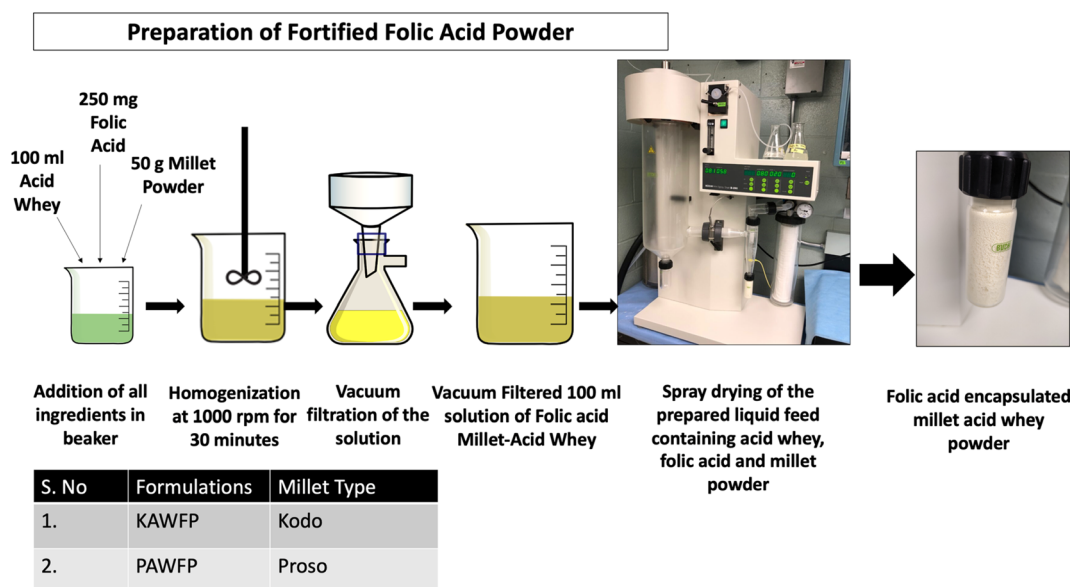 Preparation of Fortified Folic Acid Powder
250 mg
Folic
Acid
100 ml
Acid
Whey
50 g Millet
Powder
Addition of all
ingredients in
beaker
Homogenization
at 1000 rpm for
30 minutes
Vacuum
filtration of the
solution
Vacuum Filtered 100 ml
solution of Folic acid
Millet-Acid Whey
Spray drying of the
prepared liquid feed
containing acid whey,
folic acid and millet
powder
Folic acid encapsulated
millet acid whey
powder
S. No Formulations Millet Type
1. KAWFP Kodo
2. PAWFP Proso